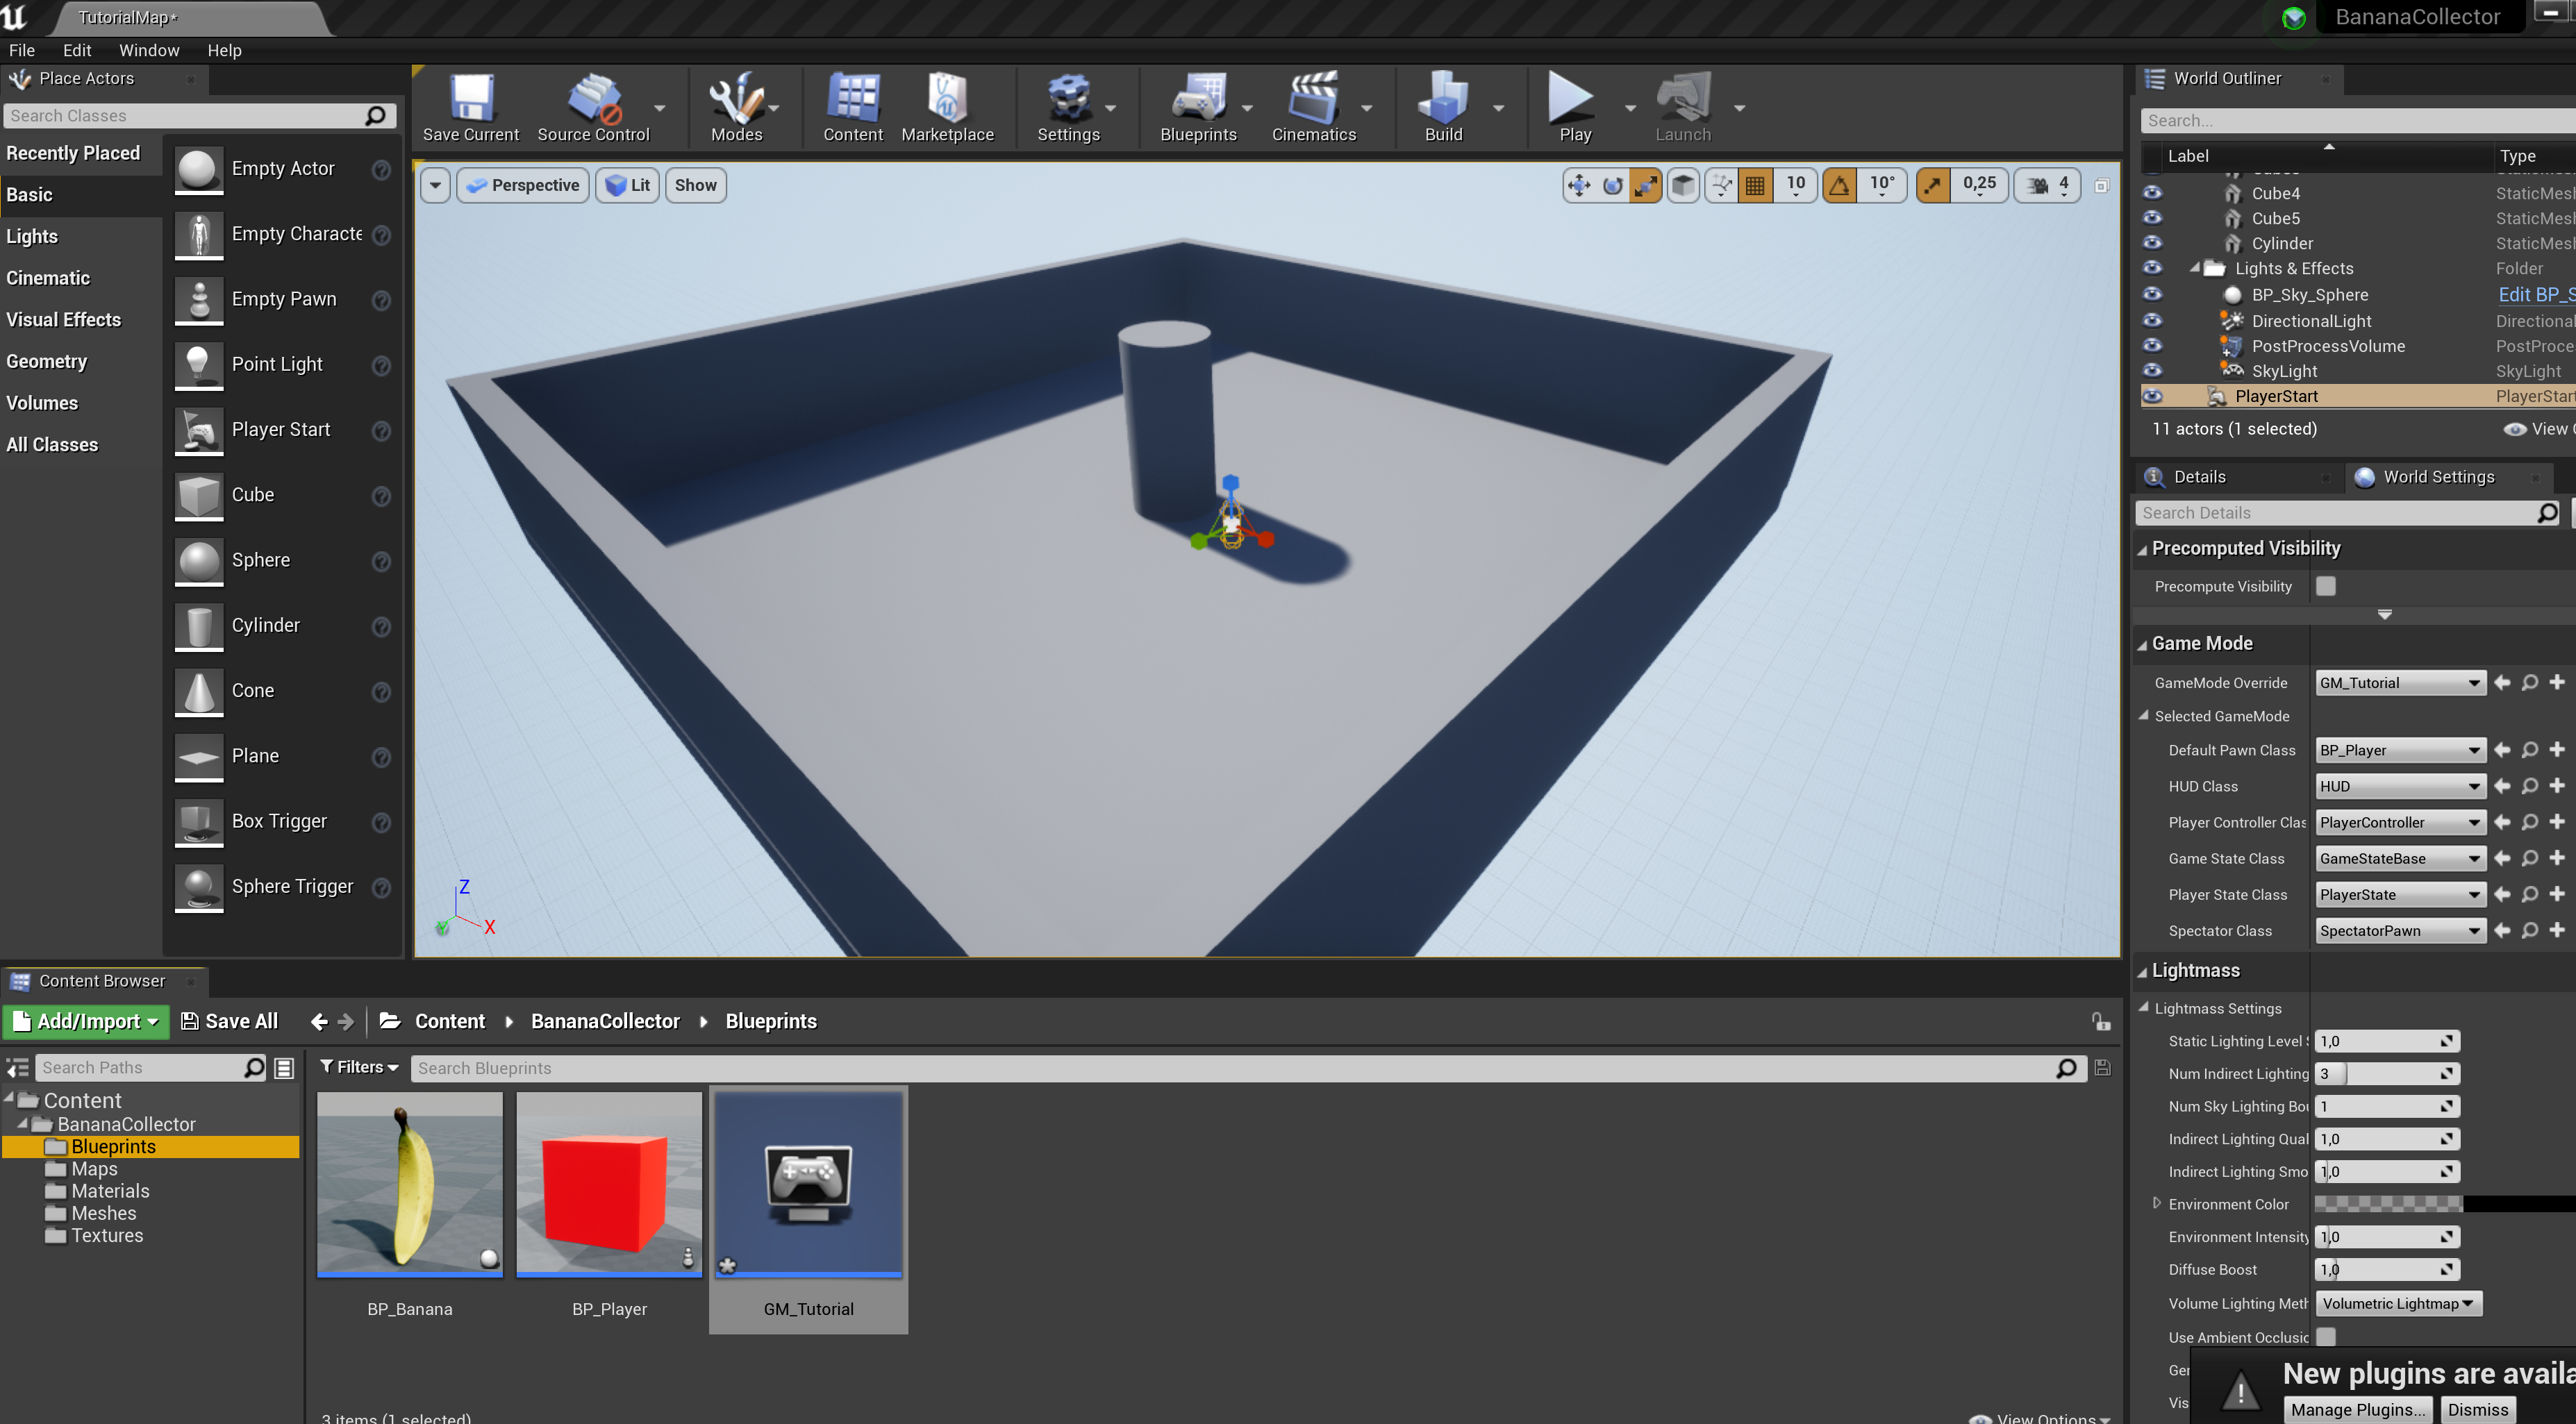 TutorialMap*
BananaCollector
File Edit Window Help
Place Actors
Search Classes
Recently Placed
Basic
Lights
Cinematic
Visual Effects
Geometry
Volumes
All Classes
Empty Actor
Empty Characte
Empty Pawn
Point Light
Player Start
Cube
Sphere
Cylinder
Cone
Plane
Box Trigger
Sphere Trigger
Save Current Source Control Modes Content Marketplace Settings Blueprints Cinematics Build Play Launch
Perspective Lit Show
10 10° 0,25 4
Z
X
Y
World Outliner
Search...
Label Type
Cube4 StaticMesh
Cube5 StaticMesh
Cylinder StaticMesh
Lights & Effects Folder
BP_Sky_Sphere Edit BP_S
DirectionalLight Directional
PostProcessVolume PostProce
SkyLight SkyLight
PlayerStart PlayerStart
11 actors (1 selected) View
Details World Settings
Search Details
Precomputed Visibility
Precompute Visibility
Game Mode
GameMode Override GM_Tutorial
Selected GameMode
Default Pawn Class BP_Player
HUD Class HUD
Player Controller Clas PlayerController
Game State Class GameStateBase
Player State Class PlayerState
Spectator Class SpectatorPawn
Lightmass
Lightmass Settings
Static Lighting Level 1,0
Num Indirect Lighting 3
Num Sky Lighting Bou 1
Indirect Lighting Qual 1,0
Indirect Lighting Smo 1,0
Environment Color
Environment Intensity 1,0
Diffuse Boost 1,0
Volume Lighting Meth Volumetric Lightmap
Use Ambient Occlusio
Ger
Vis
New plugins are availa
Manage Plugins... Dismiss
Content Browser
Add/Import Save All Content BananaCollector Blueprints
Search Paths
Filters Search Blueprints
Content
BananaCollector
Blueprints
Maps
Materials
Meshes
Textures
BP_Banana BP_Player GM_Tutorial
3 items (1 selected) View Options